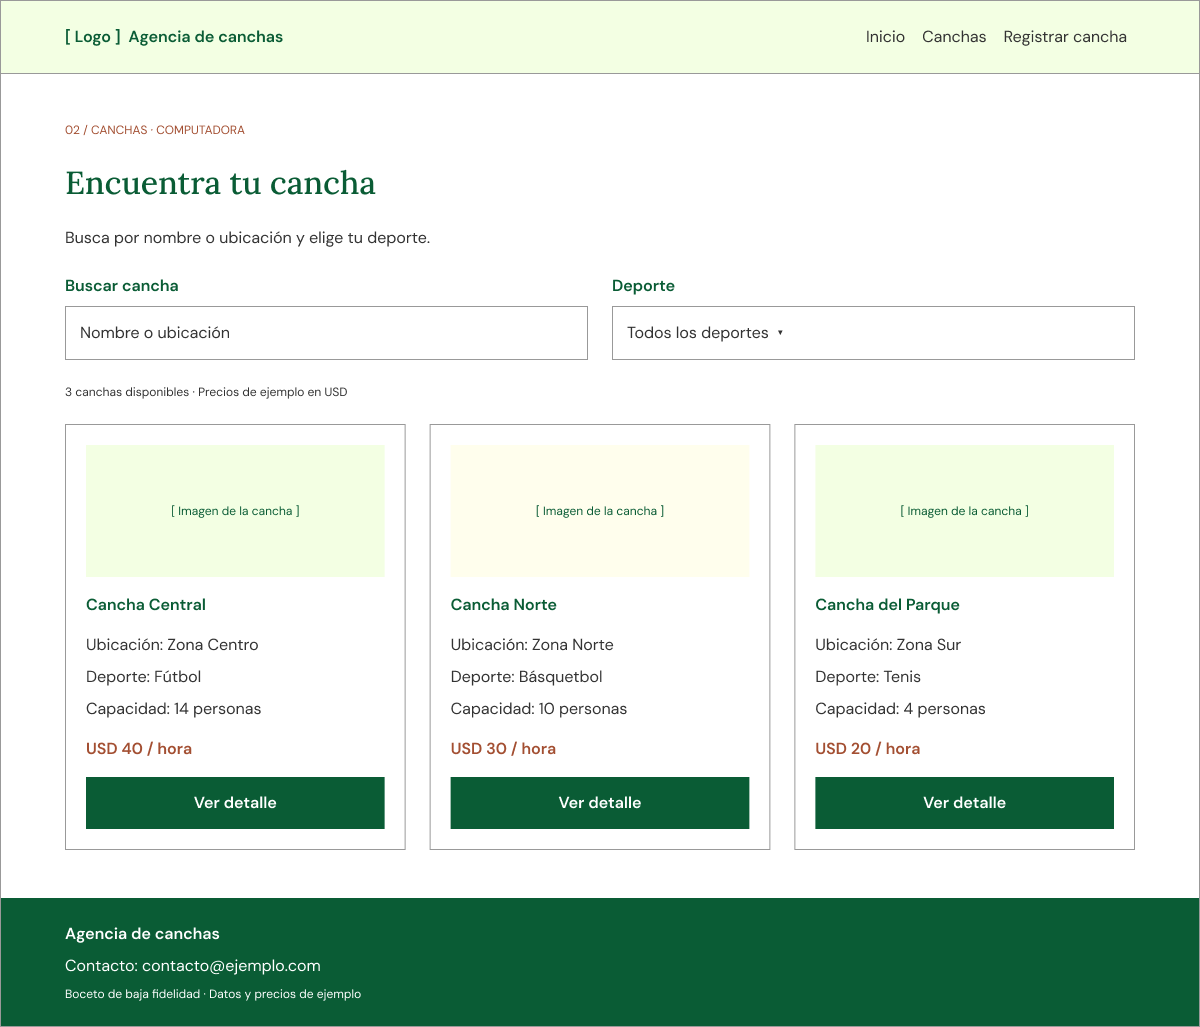 [ Logo ] Agencia de canchas
Inicio Canchas Registrar cancha
02 / CANCHAS · COMPUTADORA
Encuentra tu cancha
Busca por nombre o ubicación y elige tu deporte.
Buscar cancha
Nombre o ubicación
Deporte
Todos los deportes ▾
3 canchas disponibles · Precios de ejemplo en USD
[ Imagen de la cancha ]
Cancha Central
Ubicación: Zona Centro
Deporte: Fútbol
Capacidad: 14 personas
USD 40 / hora
Ver detalle
[ Imagen de la cancha ]
Cancha Norte
Ubicación: Zona Norte
Deporte: Básquetbol
Capacidad: 10 personas
USD 30 / hora
Ver detalle
[ Imagen de la cancha ]
Cancha del Parque
Ubicación: Zona Sur
Deporte: Tenis
Capacidad: 4 personas
USD 20 / hora
Ver detalle
Agencia de canchas
Contacto: contacto@ejemplo.com
Boceto de baja fidelidad · Datos y precios de ejemplo